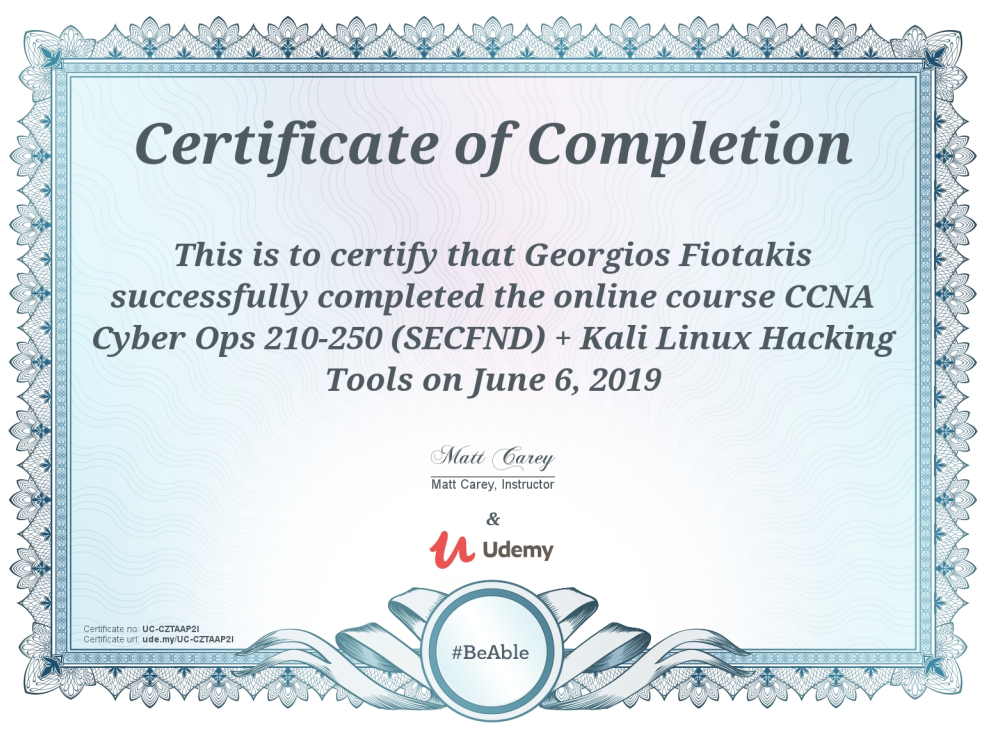 Certificate of Completion
This is to certify that Georgios Fiotakis
successfully completed the online course CCNA
Cyber Ops 210-250 (SECFND) + Kali Linux Hacking
Tools on June 6, 2019
Matt Carey
Matt Carey, Instructor
&
Udemy
Certificate no: UC-CZTAAP2I
Certificate url: ude.my/UC-CZTAAP2I
#BeAble